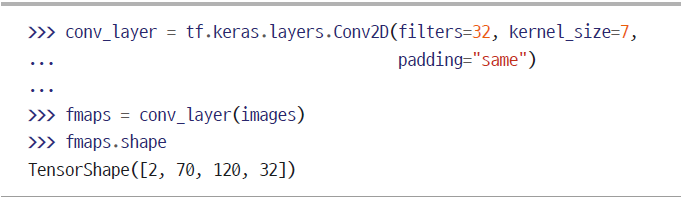 >>> conv_layer = tf.keras.layers.Conv2D(filters=32, kernel_size=7,
... padding="same")
...
>>> fmaps = conv_layer(images)
>>> fmaps.shape
TensorShape([2, 70, 120, 32])